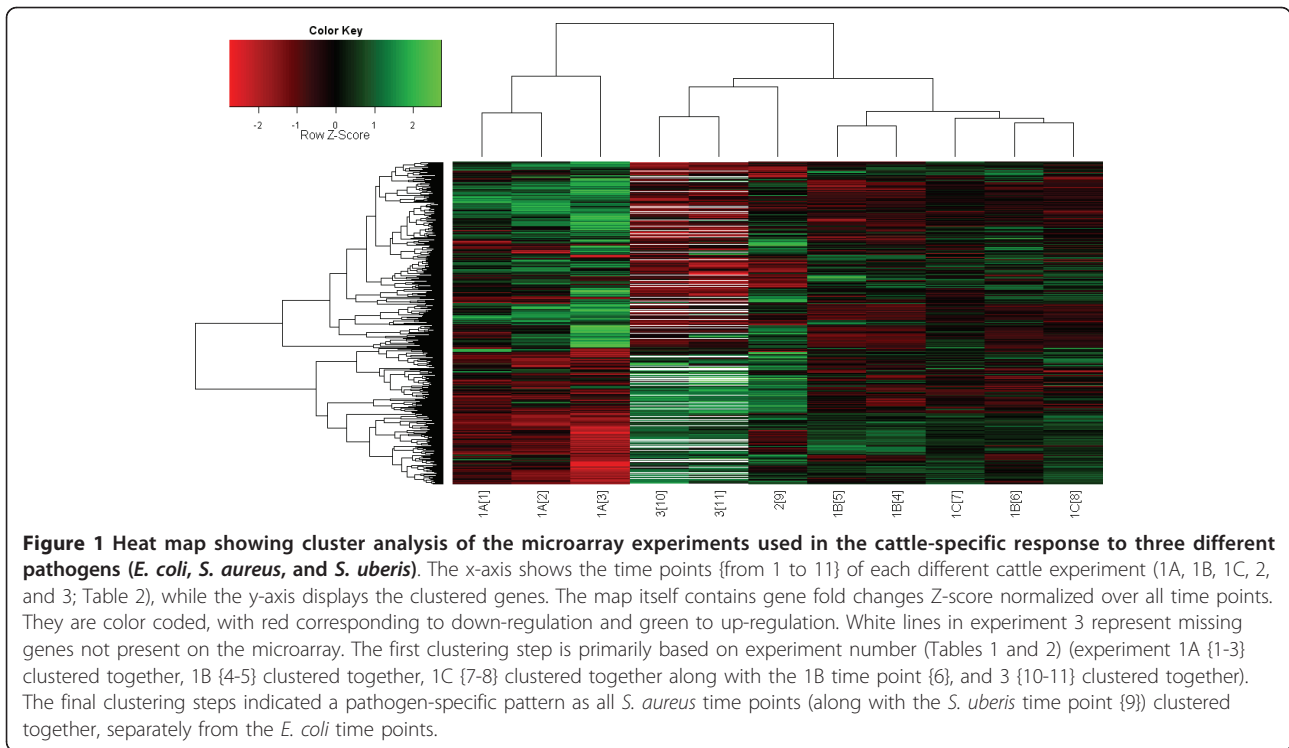 Color Key
-2 -1 0 1 2
Row Z-Score
1A[1] 1A[2] 1A[3] 3[10] 3[11] 2[9] 1B[5] 1B[4] 1C[7] 1B[6] 1C[8]
Figure 1 Heat map showing cluster analysis of the microarray experiments used in the cattle-specific response to three different
pathogens (E. coli, S. aureus, and S. uberis). The x-axis shows the time points {from 1 to 11} of each different cattle experiment (1A, 1B, 1C, 2,
and 3; Table 2), while the y-axis displays the clustered genes. The map itself contains gene fold changes Z-score normalized over all time points.
They are color coded, with red corresponding to down-regulation and green to up-regulation. White lines in experiment 3 represent missing
genes not present on the microarray. The first clustering step is primarily based on experiment number (Tables 1 and 2) (experiment 1A {1-3}
clustered together, 1B {4-5} clustered together, 1C {7-8} clustered together along with the 1B time point {6}, and 3 {10-11} clustered together).
The final clustering steps indicated a pathogen-specific pattern as all S. aureus time points (along with the S. uberis time point {9}) clustered
together, separately from the E. coli time points.